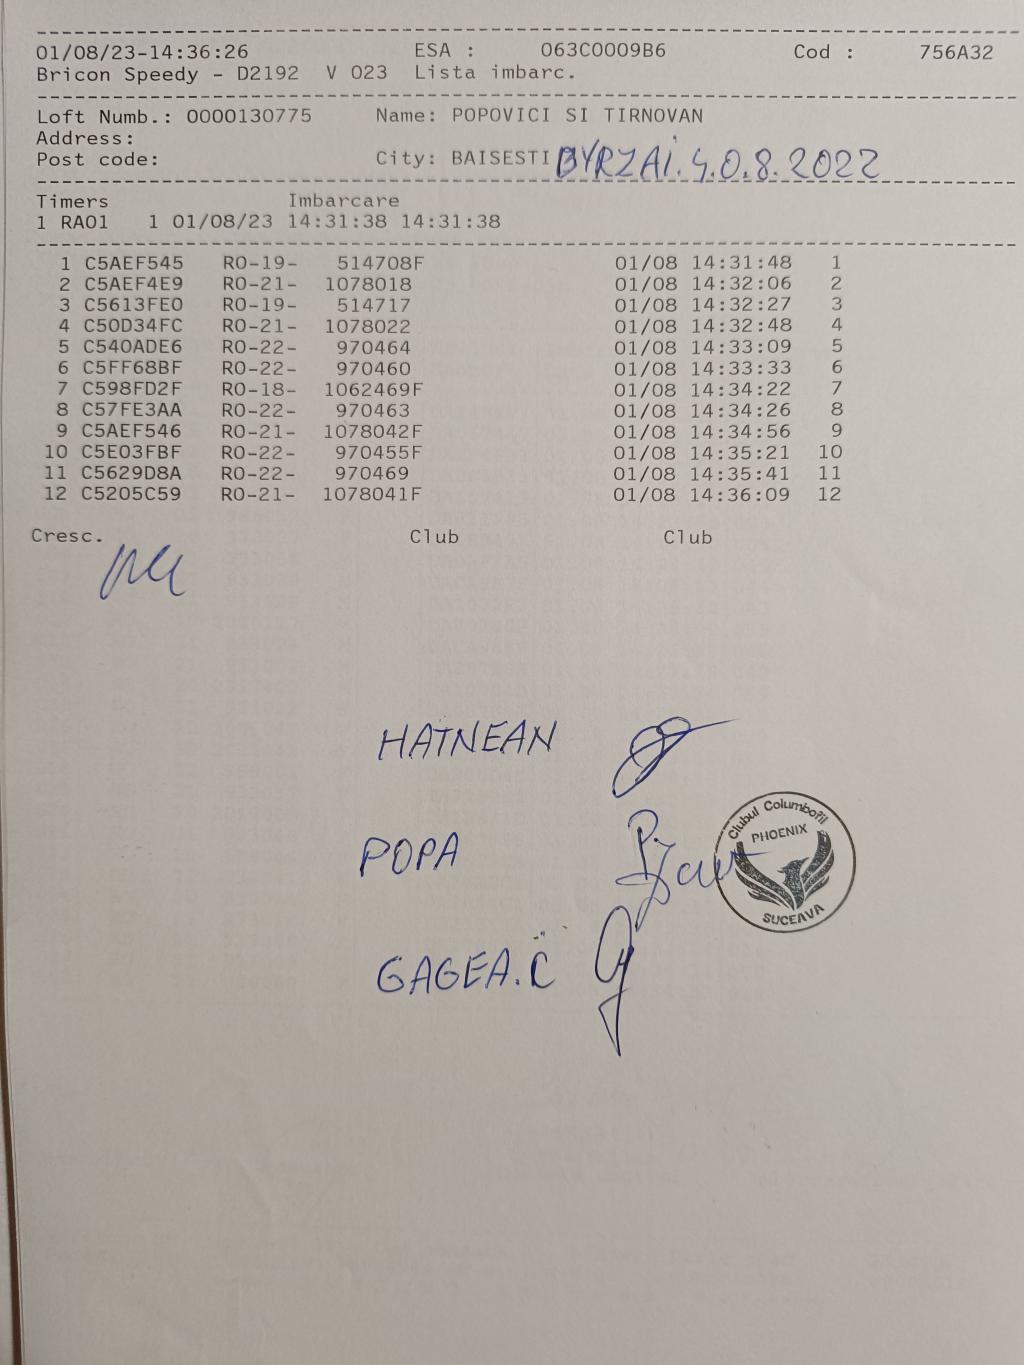 01/08/23-14:36:26 ESA : 063C0009B6 Cod : 756A32
Bricon Speedy - D2192 V 023 Lista imbarc.
Loft Numb.: 0000130775 Name: POPOVICI SI TIRNOVAN
Address:
Post code: City: BAISESTI BYRZAI. 4.0.8.2022
Timers Imbarcare
1 RA01 1 01/08/23 14:31:38 14:31:38
1 C5AEF545 RO-19- 514708F 01/08 14:31:48 1
2 C5AEF4E9 RO-21- 1078018 01/08 14:32:06 2
3 C5613FE0 RO-19- 514717 01/08 14:32:27 3
4 C50D34FC RO-21- 1078022 01/08 14:32:48 4
5 C540ADE6 RO-22- 970464 01/08 14:33:09 5
6 C5FF68BF RO-22- 970460 01/08 14:33:33 6
7 C598FD2F RO-18- 1062469F 01/08 14:34:22 7
8 C57FE3AA RO-22- 970463 01/08 14:34:26 8
9 C5AEF546 RO-21- 1078042F 01/08 14:34:56 9
10 C5E03FBF RO-22- 970455F 01/08 14:35:21 10
11 C5629D8A RO-22- 970469 01/08 14:35:41 11
12 C5205C59 RO-21- 1078041F 01/08 14:36:09 12
Cresc. Club Club
HATNEAN
POPA
Clubul Columbofil
PHOENIX
SUCEAVA
GAGEA.C